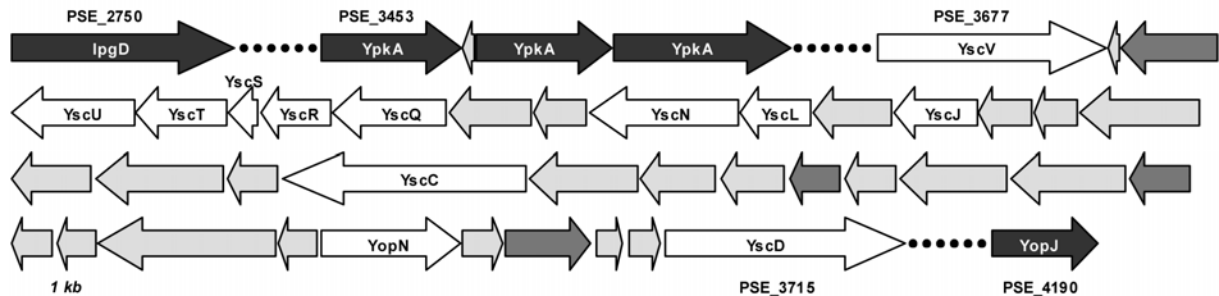 PSE_2750 PSE_3453 PSE_3677
IpgD YpkA YpkA YpkA YscV
YscS
YscU YscT YscR YscQ YscN YscL YscJ
YscC
YopN YscD YopJ
1 kb PSE_3715 PSE_4190